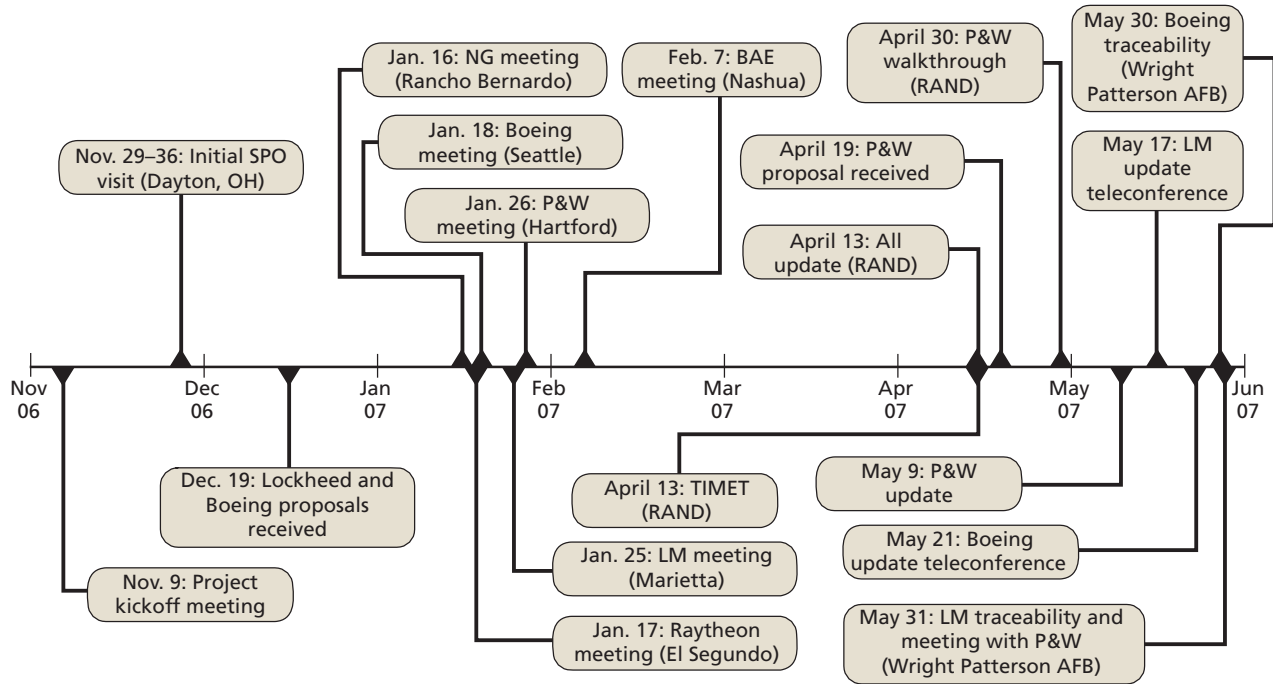 Jan. 16: NG meeting
(Rancho Bernardo)
Feb. 7: BAE
meeting (Nashua)
April 30: P&W
walkthrough
(RAND)
May 30: Boeing
traceability
(Wright
Patterson AFB)
Nov. 29–36: Initial SPO
visit (Dayton, OH)
Jan. 18: Boeing
meeting (Seattle)
April 19: P&W
proposal received
May 17: LM
update
teleconference
Jan. 26: P&W
meeting (Hartford)
April 13: All
update (RAND)
Nov
06
Dec
06
Jan
07
Feb
07
Mar
07
Apr
07
May
07
Jun
07
Dec. 19: Lockheed and
Boeing proposals
received
April 13: TIMET
(RAND)
May 9: P&W
update
Nov. 9: Project
kickoff meeting
Jan. 25: LM meeting
(Marietta)
May 21: Boeing
update teleconference
Jan. 17: Raytheon
meeting (El Segundo)
May 31: LM traceability and
meeting with P&W
(Wright Patterson AFB)